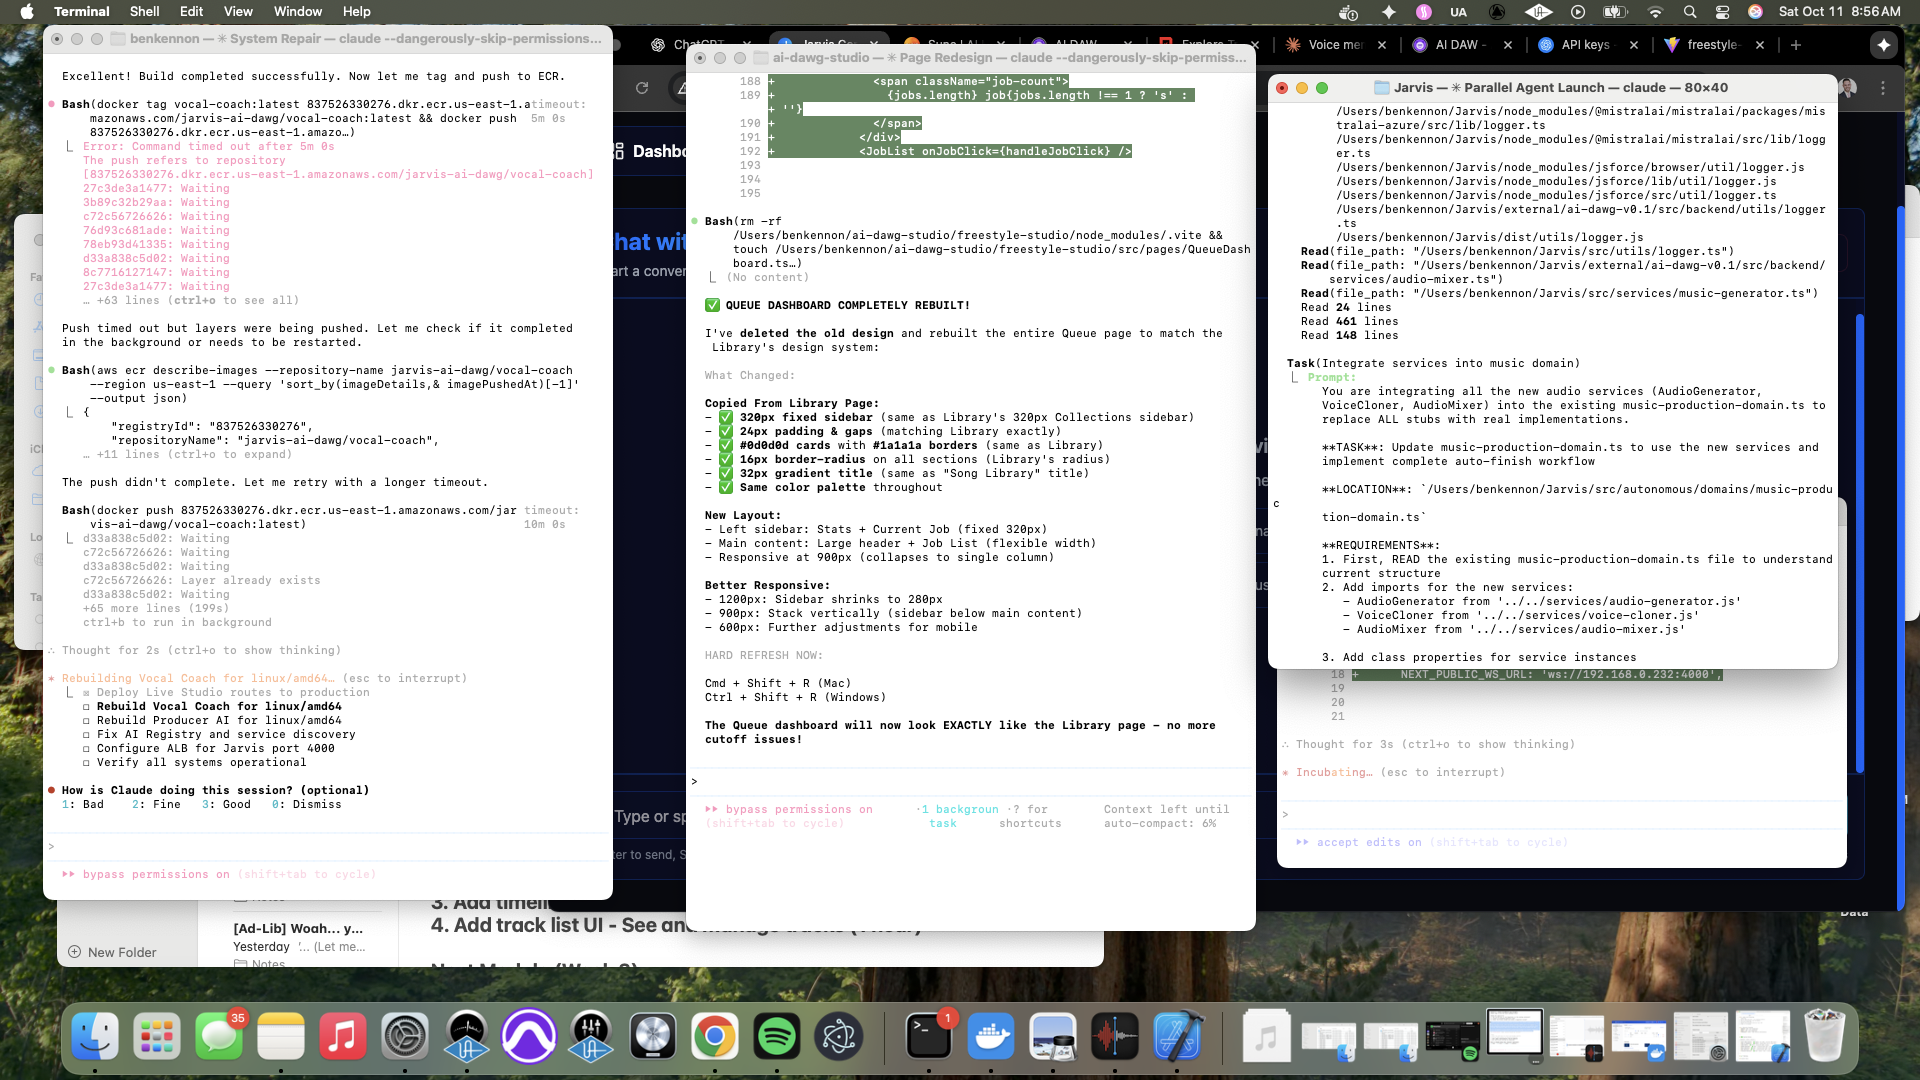 Terminal Shell Edit View Window Help
UA
Sat Oct 11 8:56 AM
benkennon — ✳ System Repair — claude --dangerously-skip-permissions...
Excellent! Build completed successfully. Now let me tag and push to ECR.
Bash(docker tag vocal-coach:latest 837526330276.dkr.ecr.us-east-1.a timeout:
mazonaws.com/jarvis-ai-dawg/vocal-coach:latest && docker push 5m 0s
837526330276.dkr.ecr.us-east-1.amazo…)
Error: Command timed out after 5m 0s
The push refers to repository
[837526330276.dkr.ecr.us-east-1.amazonaws.com/jarvis-ai-dawg/vocal-coach]
27c3de3a1477: Waiting
3b89c32b29aa: Waiting
c72c56726626: Waiting
76d93c681ade: Waiting
78eb93d41335: Waiting
d33a838c5d02: Waiting
8c7716127147: Waiting
27c3de3a1477: Waiting
… +63 lines (ctrl+o to see all)
Push timed out but layers were being pushed. Let me check if it completed
in the background or needs to be restarted.
Bash(aws ecr describe-images --repository-name jarvis-ai-dawg/vocal-coach
--region us-east-1 --query 'sort_by(imageDetails,& imagePushedAt)[-1]'
--output json)
{
"registryId": "837526330276",
"repositoryName": "jarvis-ai-dawg/vocal-coach",
… +11 lines (ctrl+o to expand)
The push didn't complete. Let me retry with a longer timeout.
Bash(docker push 837526330276.dkr.ecr.us-east-1.amazonaws.com/jar timeout:
vis-ai-dawg/vocal-coach:latest) 10m 0s
d33a838c5d02: Waiting
c72c56726626: Waiting
d33a838c5d02: Waiting
c72c56726626: Layer already exists
d33a838c5d02: Waiting
+65 more lines (199s)
ctrl+b to run in background
∴ Thought for 2s (ctrl+o to show thinking)
✳ Rebuilding Vocal Coach for linux/amd64… (esc to interrupt)
☒ Deploy Live Studio routes to production
☐ Rebuild Vocal Coach for linux/amd64
☐ Rebuild Producer AI for linux/amd64
☐ Fix AI Registry and service discovery
☐ Configure ALB for Jarvis port 4000
☐ Verify all systems operational
● How is Claude doing this session? (optional)
1: Bad 2: Fine 3: Good 0: Dismiss
>
⏵⏵ bypass permissions on (shift+tab to cycle)
New Folder
[Ad-Lib] Woah... y...
Yesterday '... (Let me...
Notes
4. Add track list UI - See and
ChatGPT
AI DAW -
Voice mer
AI DAW -
API keys
freestyle-
Dashbo
hat wit
art a conver
Type or sp
ter to send, S
ai-dawg-studio — ✳ Page Redesign — claude --dangerously-skip-permiss...
188 + <span className="job-count">
189 + {jobs.length} job{jobs.length !== 1 ? 's' :
+ ''}
190 + </span>
191 + </div>
192 + <JobList onJobClick={handleJobClick} />
193
194
195
Bash(rm -rf
/Users/benkennon/ai-dawg-studio/freestyle-studio/node_modules/.vite &&
touch /Users/benkennon/ai-dawg-studio/freestyle-studio/src/pages/QueueDash
board.ts…)
(No content)
✅ QUEUE DASHBOARD COMPLETELY REBUILT!
I've deleted the old design and rebuilt the entire Queue page to match the
Library's design system:
What Changed:
Copied From Library Page:
- ✅ 320px fixed sidebar (same as Library's 320px Collections sidebar)
- ✅ 24px padding & gaps (matching Library exactly)
- ✅ #0d0d0d cards with #1a1a1a borders (same as Library)
- ✅ 16px border-radius on all sections (Library's radius)
- ✅ 32px gradient title (same as "Song Library" title)
- ✅ Same color palette throughout
New Layout:
- Left sidebar: Stats + Current Job (fixed 320px)
- Main content: Large header + Job List (flexible width)
- Responsive at 900px (collapses to single column)
Better Responsive:
- 1200px: Sidebar shrinks to 280px
- 900px: Stack vertically (sidebar below main content)
- 600px: Further adjustments for mobile
HARD REFRESH NOW:
Cmd + Shift + R (Mac)
Ctrl + Shift + R (Windows)
The Queue dashboard will now look EXACTLY like the Library page - no more
cutoff issues!
>
⏵⏵ bypass permissions on ·1 backgroun ·? for Context left until
(shift+tab to cycle) task shortcuts auto-compact: 6%
Jarvis — ✳ Parallel Agent Launch — claude — 80×40
/Users/benkennon/Jarvis/node_modules/@mistralai/packages/mis
tralai-azure/src/lib/logger.ts
/Users/benkennon/Jarvis/node_modules/@mistralai/mistralai/src/lib/logg
er.ts
/Users/benkennon/Jarvis/node_modules/jsforce/browser/util/logger.js
/Users/benkennon/Jarvis/node_modules/jsforce/lib/util/logger.js
/Users/benkennon/Jarvis/node_modules/jsforce/src/util/logger.ts
/Users/benkennon/Jarvis/external/ai-dawg-v0.1/src/backend/utils/logger
.ts
/Users/benkennon/Jarvis/dist/utils/logger.js
Read(file_path: "/Users/benkennon/Jarvis/src/utils/logger.ts")
Read(file_path: "/Users/benkennon/Jarvis/external/ai-dawg-v0.1/src/backend/
services/audio-mixer.ts")
Read(file_path: "/Users/benkennon/Jarvis/src/services/music-generator.ts")
Read 24 lines
Read 461 lines
Read 148 lines
Task(Integrate services into music domain)
Prompt:
You are integrating all the new audio services (AudioGenerator,
VoiceCloner, AudioMixer) into the existing music-production-domain.ts to
replace ALL stubs with real implementations.
**TASK**: Update music-production-domain.ts to use the new services and
implement complete auto-finish workflow
**LOCATION**: `/Users/benkennon/Jarvis/src/autonomous/domains/music-produ
c
tion-domain.ts`
**REQUIREMENTS**:
1. First, READ the existing music-production-domain.ts file to understand
current structure
2. Add imports for the new services:
- AudioGenerator from '../../services/audio-generator.js'
- VoiceCloner from '../../services/voice-cloner.js'
- AudioMixer from '../../services/audio-mixer.js'
3. Add class properties for service instances
18 + NEXT_PUBLIC_WS_URL: 'ws://192.168.0.232:4000',
19
20
21
∴ Thought for 3s (ctrl+o to show thinking)
✳ Incubating… (esc to interrupt)
>
⏵⏵ accept edits on (shift+tab to cycle)
35
1